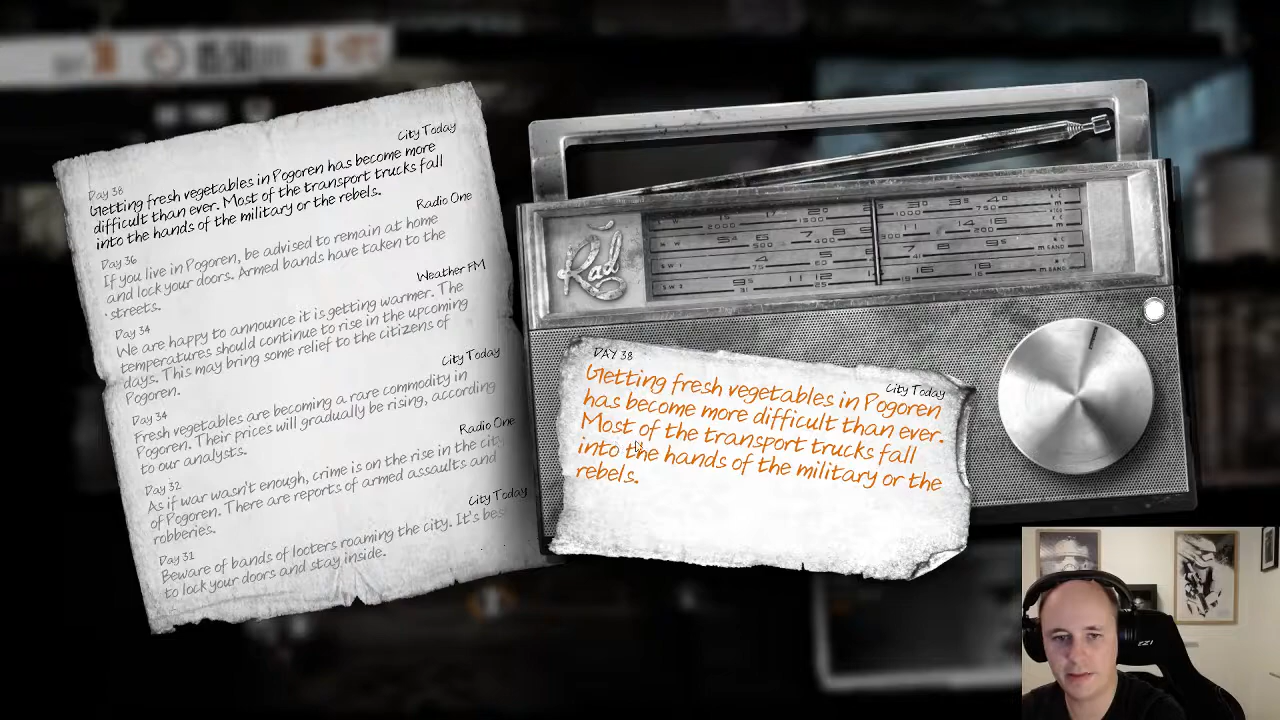 City Today
Day 38
Getting fresh vegetables in Pogoren has become more
difficult than ever. Most of the transport trucks fall
into the hands of the military or the rebels.
Radio One
Day 36
If you live in Pogoren, be advised to remain at home
and lock your doors. Armed bands have taken to the
streets.
Weather FM
Day 34
We are happy to announce it is getting warmer. The
temperatures should continue to rise in the upcoming
days. This may bring some relief to the citizens of
Pogoren.
City Today
Day 34
Fresh vegetables are becoming a rare commodity in
Pogoren. Their prices will gradually be rising, according
to our analysts.
Radio One
Day 32
As if war wasn't enough, crime is on the rise in the city
of Pogoren. There are reports of armed assaults and
robberies.
City Today
Day 31
Beware of bands of looters roaming the city. It's bes
to lock your doors and stay inside.
Rad
DAY 38
City Today
Getting fresh vegetables in Pogoren
has become more difficult than ever.
Most of the transport trucks fall
into the hands of the military or the
rebels.